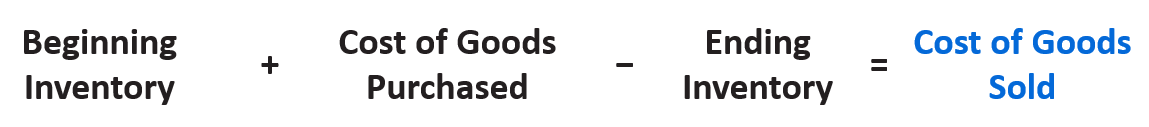 Beginning Inventory + Cost of Goods Purchased − Ending Inventory = Cost of Goods Sold